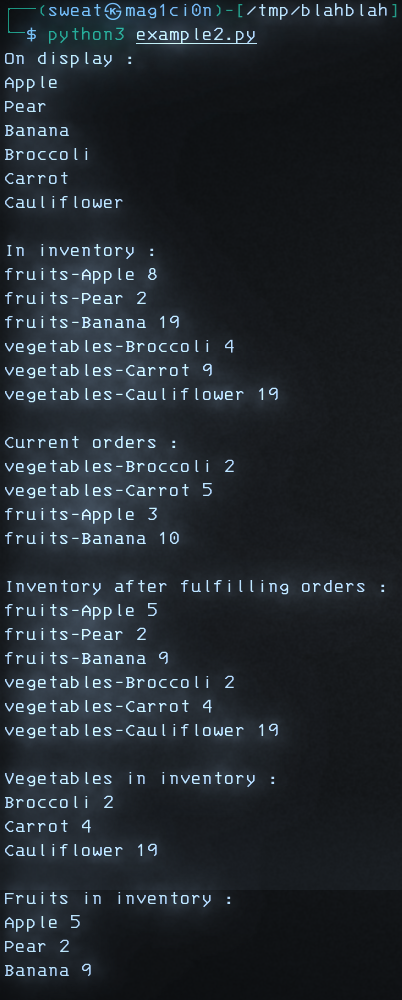 ┌──(sweat㉿mag1ci0n)-[/tmp/blahblah]
└─$ python3 example2.py
On display :
Apple
Pear
Banana
Broccoli
Carrot
Cauliflower

In inventory :
fruits-Apple 8
fruits-Pear 2
fruits-Banana 19
vegetables-Broccoli 4
vegetables-Carrot 9
vegetables-Cauliflower 19

Current orders :
vegetables-Broccoli 2
vegetables-Carrot 5
fruits-Apple 3
fruits-Banana 10

Inventory after fulfilling orders :
fruits-Apple 5
fruits-Pear 2
fruits-Banana 9
vegetables-Broccoli 2
vegetables-Carrot 4
vegetables-Cauliflower 19

Vegetables in inventory :
Broccoli 2
Carrot 4
Cauliflower 19

Fruits in inventory :
Apple 5
Pear 2
Banana 9